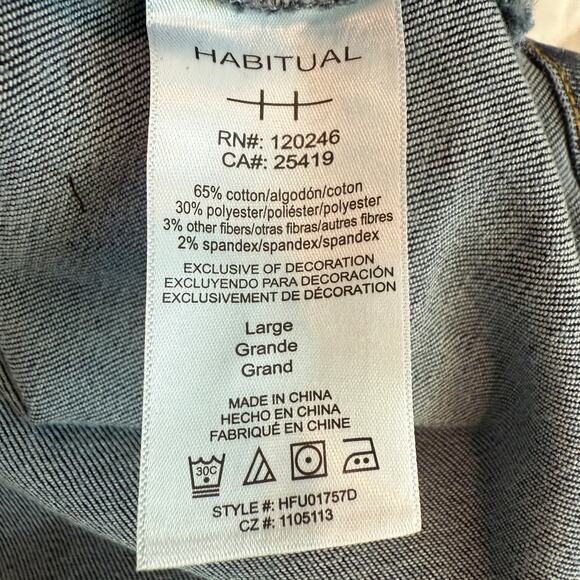 HABITUAL
RN#: 120246
CA#: 25419
65% cotton/algodón/coton
30% polyester/poliéster/polyester
3% other fibers/otras fibras/autres fibres
2% spandex/spandex/spandex
EXCLUSIVE OF DECORATION
EXCLUYENDO PARA DECORACIÓN
EXCLUSIVEMENT DE DÉCORATION
Large
Grande
Grand
MADE IN CHINA
HECHO EN CHINA
FABRIQUÉ EN CHINE
30C
STYLE #: HFU01757D
CZ #: 1105113